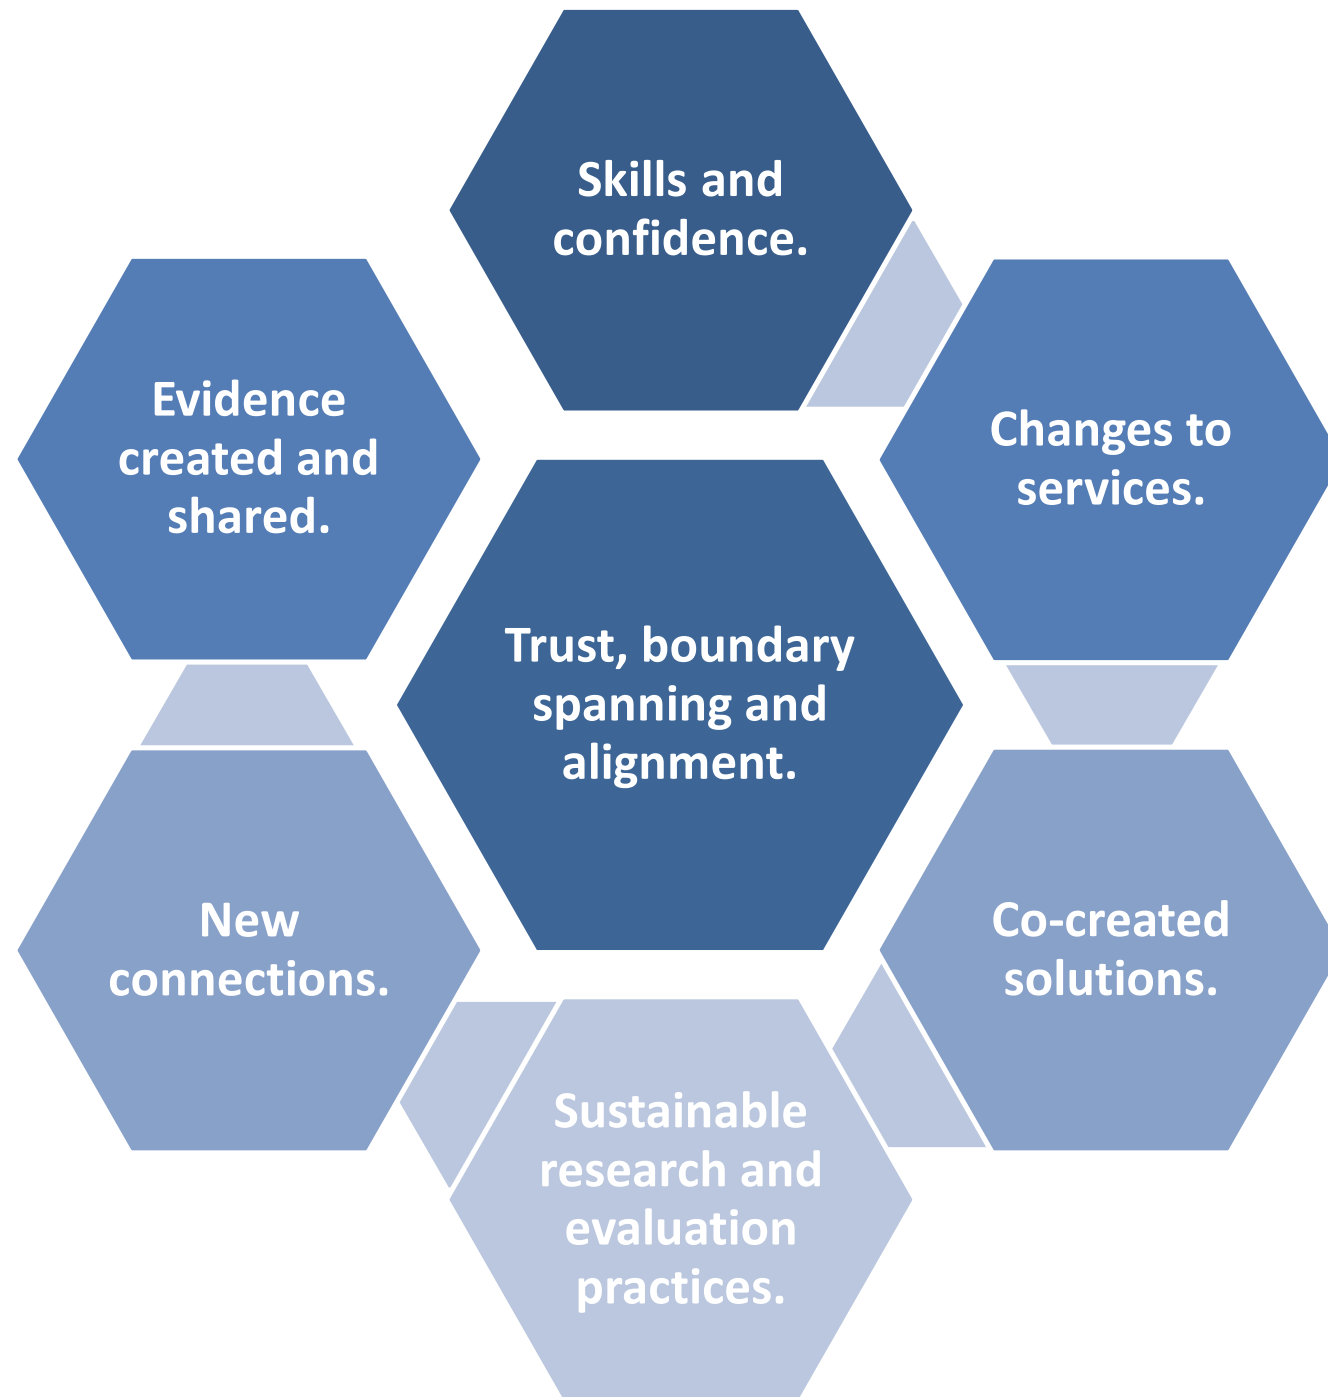 Skills and
confidence.
Evidence
created and
shared.
Changes to
services.
Trust, boundary
spanning and
alignment.
New
connections.
Co-created
solutions.
Sustainable
research and
evaluation
practices.